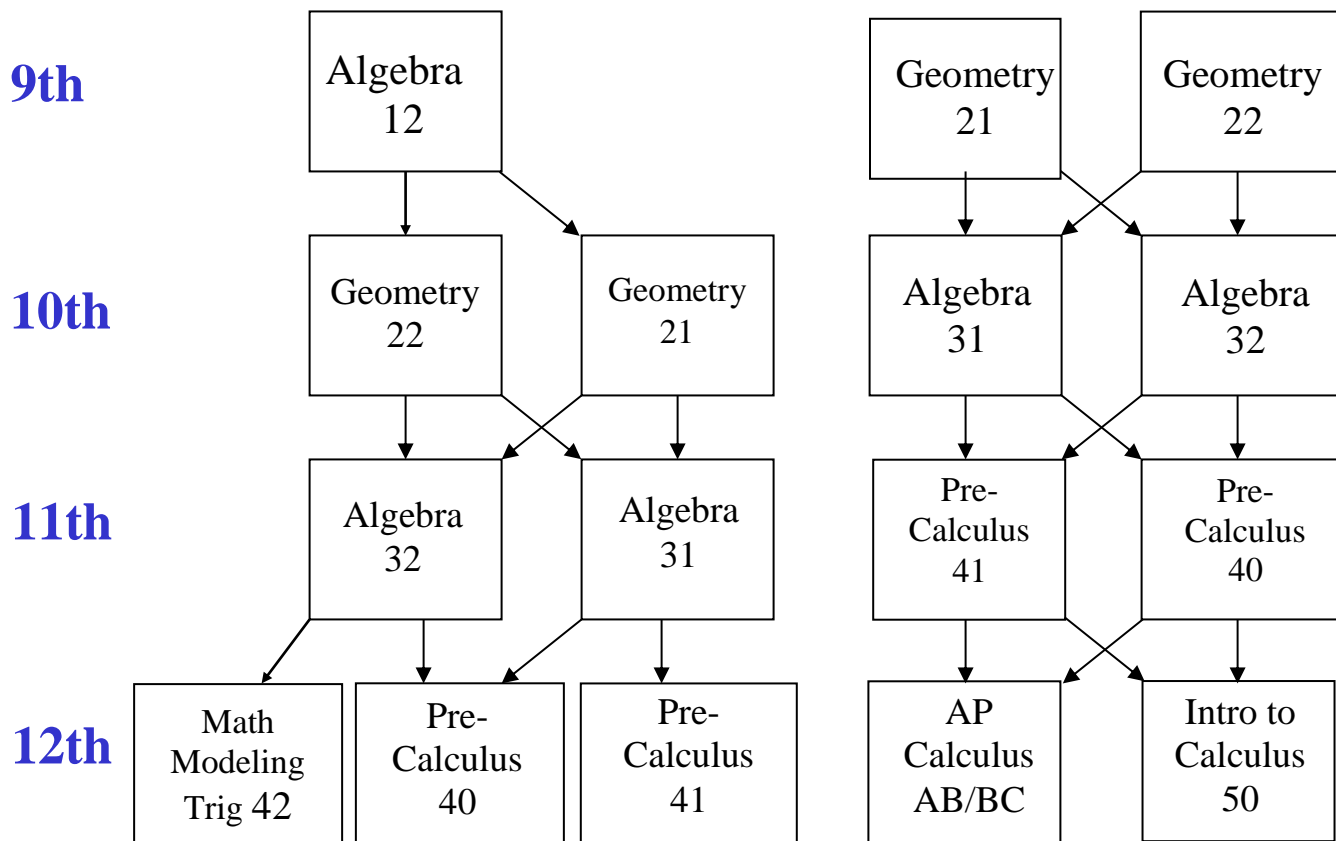 9th
Algebra
12
Geometry
21
Geometry
22
10th
Geometry
22
Geometry
21
Algebra
31
Algebra
32
11th
Algebra
32
Algebra
31
Pre-
Calculus
41
Pre-
Calculus
40
12th
Math
Modeling
Trig 42
Pre-
Calculus
40
Pre-
Calculus
41
AP
Calculus
AB/BC
Intro to
Calculus
50